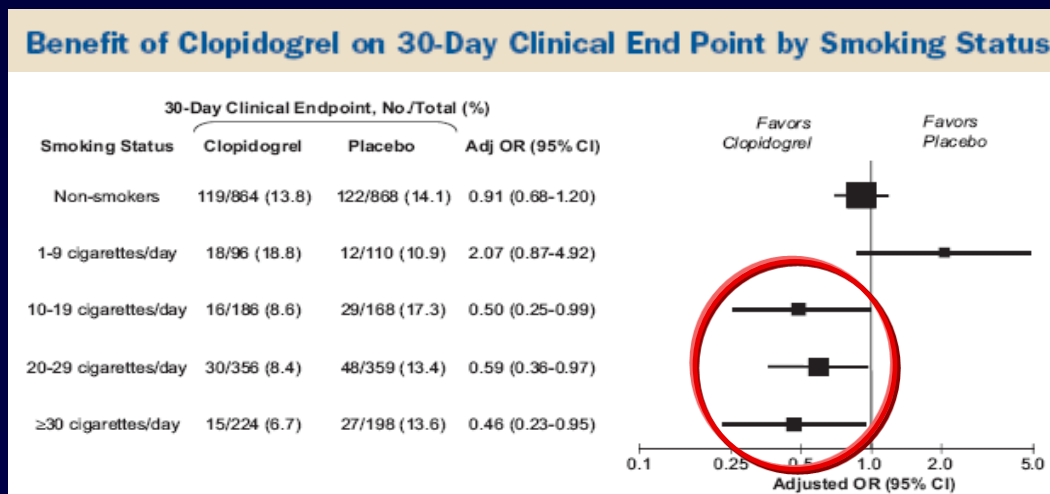 Benefit of Clopidogrel on 30-Day Clinical End Point by Smoking Status
30-Day Clinical Endpoint, No./Total (%)
Smoking Status Clopidogrel Placebo Adj OR (95% CI)
Favors Clopidogrel
Favors Placebo
Non-smokers 119/864 (13.8) 122/868 (14.1) 0.91 (0.68-1.20)
1-9 cigarettes/day 18/96 (18.8) 12/110 (10.9) 2.07 (0.87-4.92)
10-19 cigarettes/day 16/186 (8.6) 29/168 (17.3) 0.50 (0.25-0.99)
20-29 cigarettes/day 30/356 (8.4) 48/359 (13.4) 0.59 (0.36-0.97)
≥30 cigarettes/day 15/224 (6.7) 27/198 (13.6) 0.46 (0.23-0.95)
0.1 0.25 0.5 1.0 2.0 5.0
Adjusted OR (95% CI)